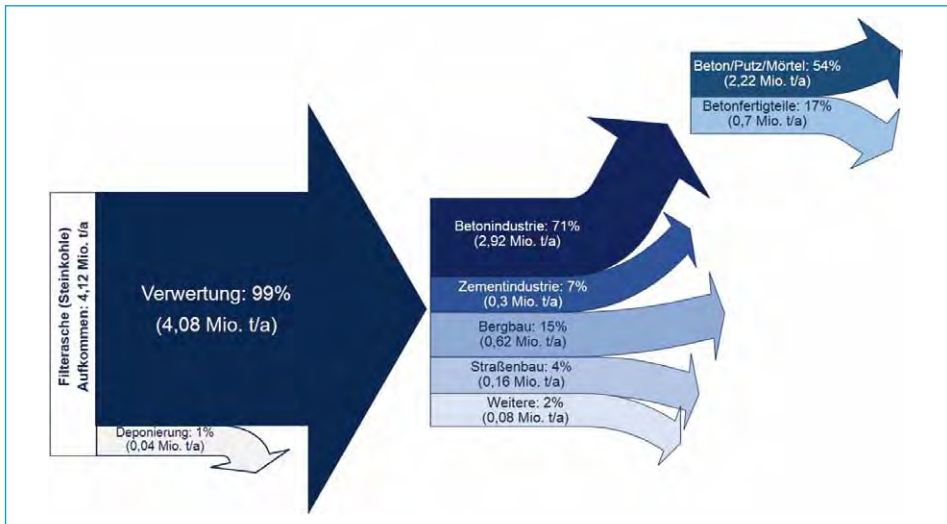 Filterasche (Steinkohle)
Aufkommen: 4,12 Mio. t/a
Verwertung: 99%
(4,08 Mio. t/a)
Deponierung: 1%
(0,04 Mio. t/a)
Betonindustrie: 71%
(2,92 Mio. t/a)
Zementindustrie: 7%
(0,3 Mio. t/a)
Bergbau: 15%
(0,62 Mio. t/a)
Straßenbau: 4%
(0,16 Mio. t/a)
Weitere: 2%
(0,08 Mio. t/a)
Beton/Putz/Mörtel: 54%
(2,22 Mio. t/a)
Betonfertigteile: 17%
(0,7 Mio. t/a)